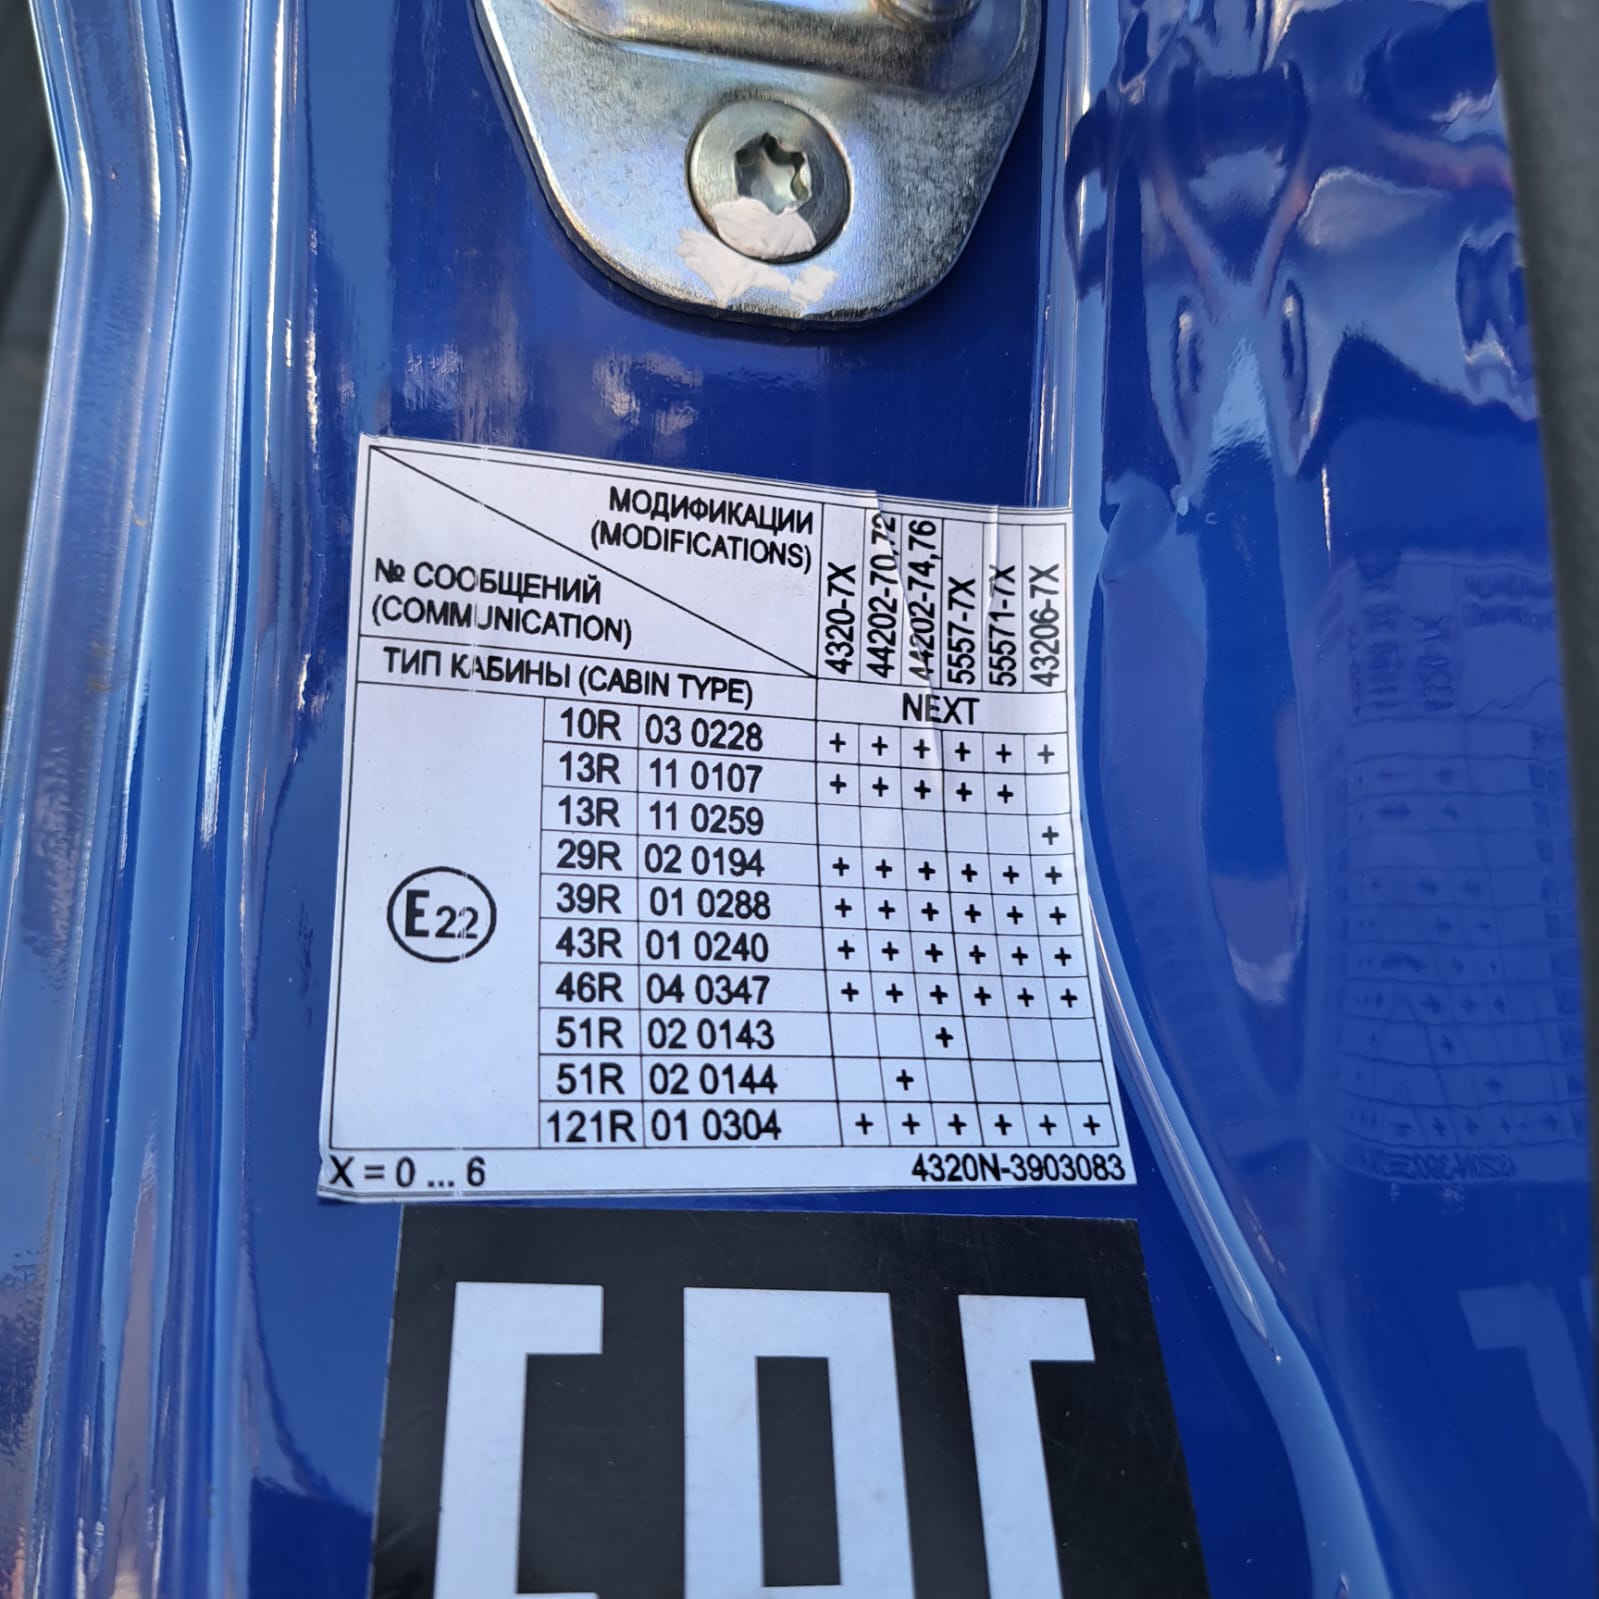 МОДИФИКАЦИИ
(MODIFICATIONS)
№ СООБЩЕНИЙ
(COMMUNICATION)
4320-7X
44202-70,72
44202-74,76
5557-7X
55571-7X
43206-7X
ТИП КАБИНЫ (CABIN TYPE) NEXT
E22
10R 03 0228 + + + + + +
13R 11 0107 + + + + +
13R 11 0259 +
29R 02 0194 + + + + + +
39R 01 0288 + + + + + +
43R 01 0240 + + + + + +
46R 04 0347 + + + + + +
51R 02 0143 +
51R 02 0144 +
121R 01 0304 + + + + + +
X = 0 ... 6 4320N-3903083